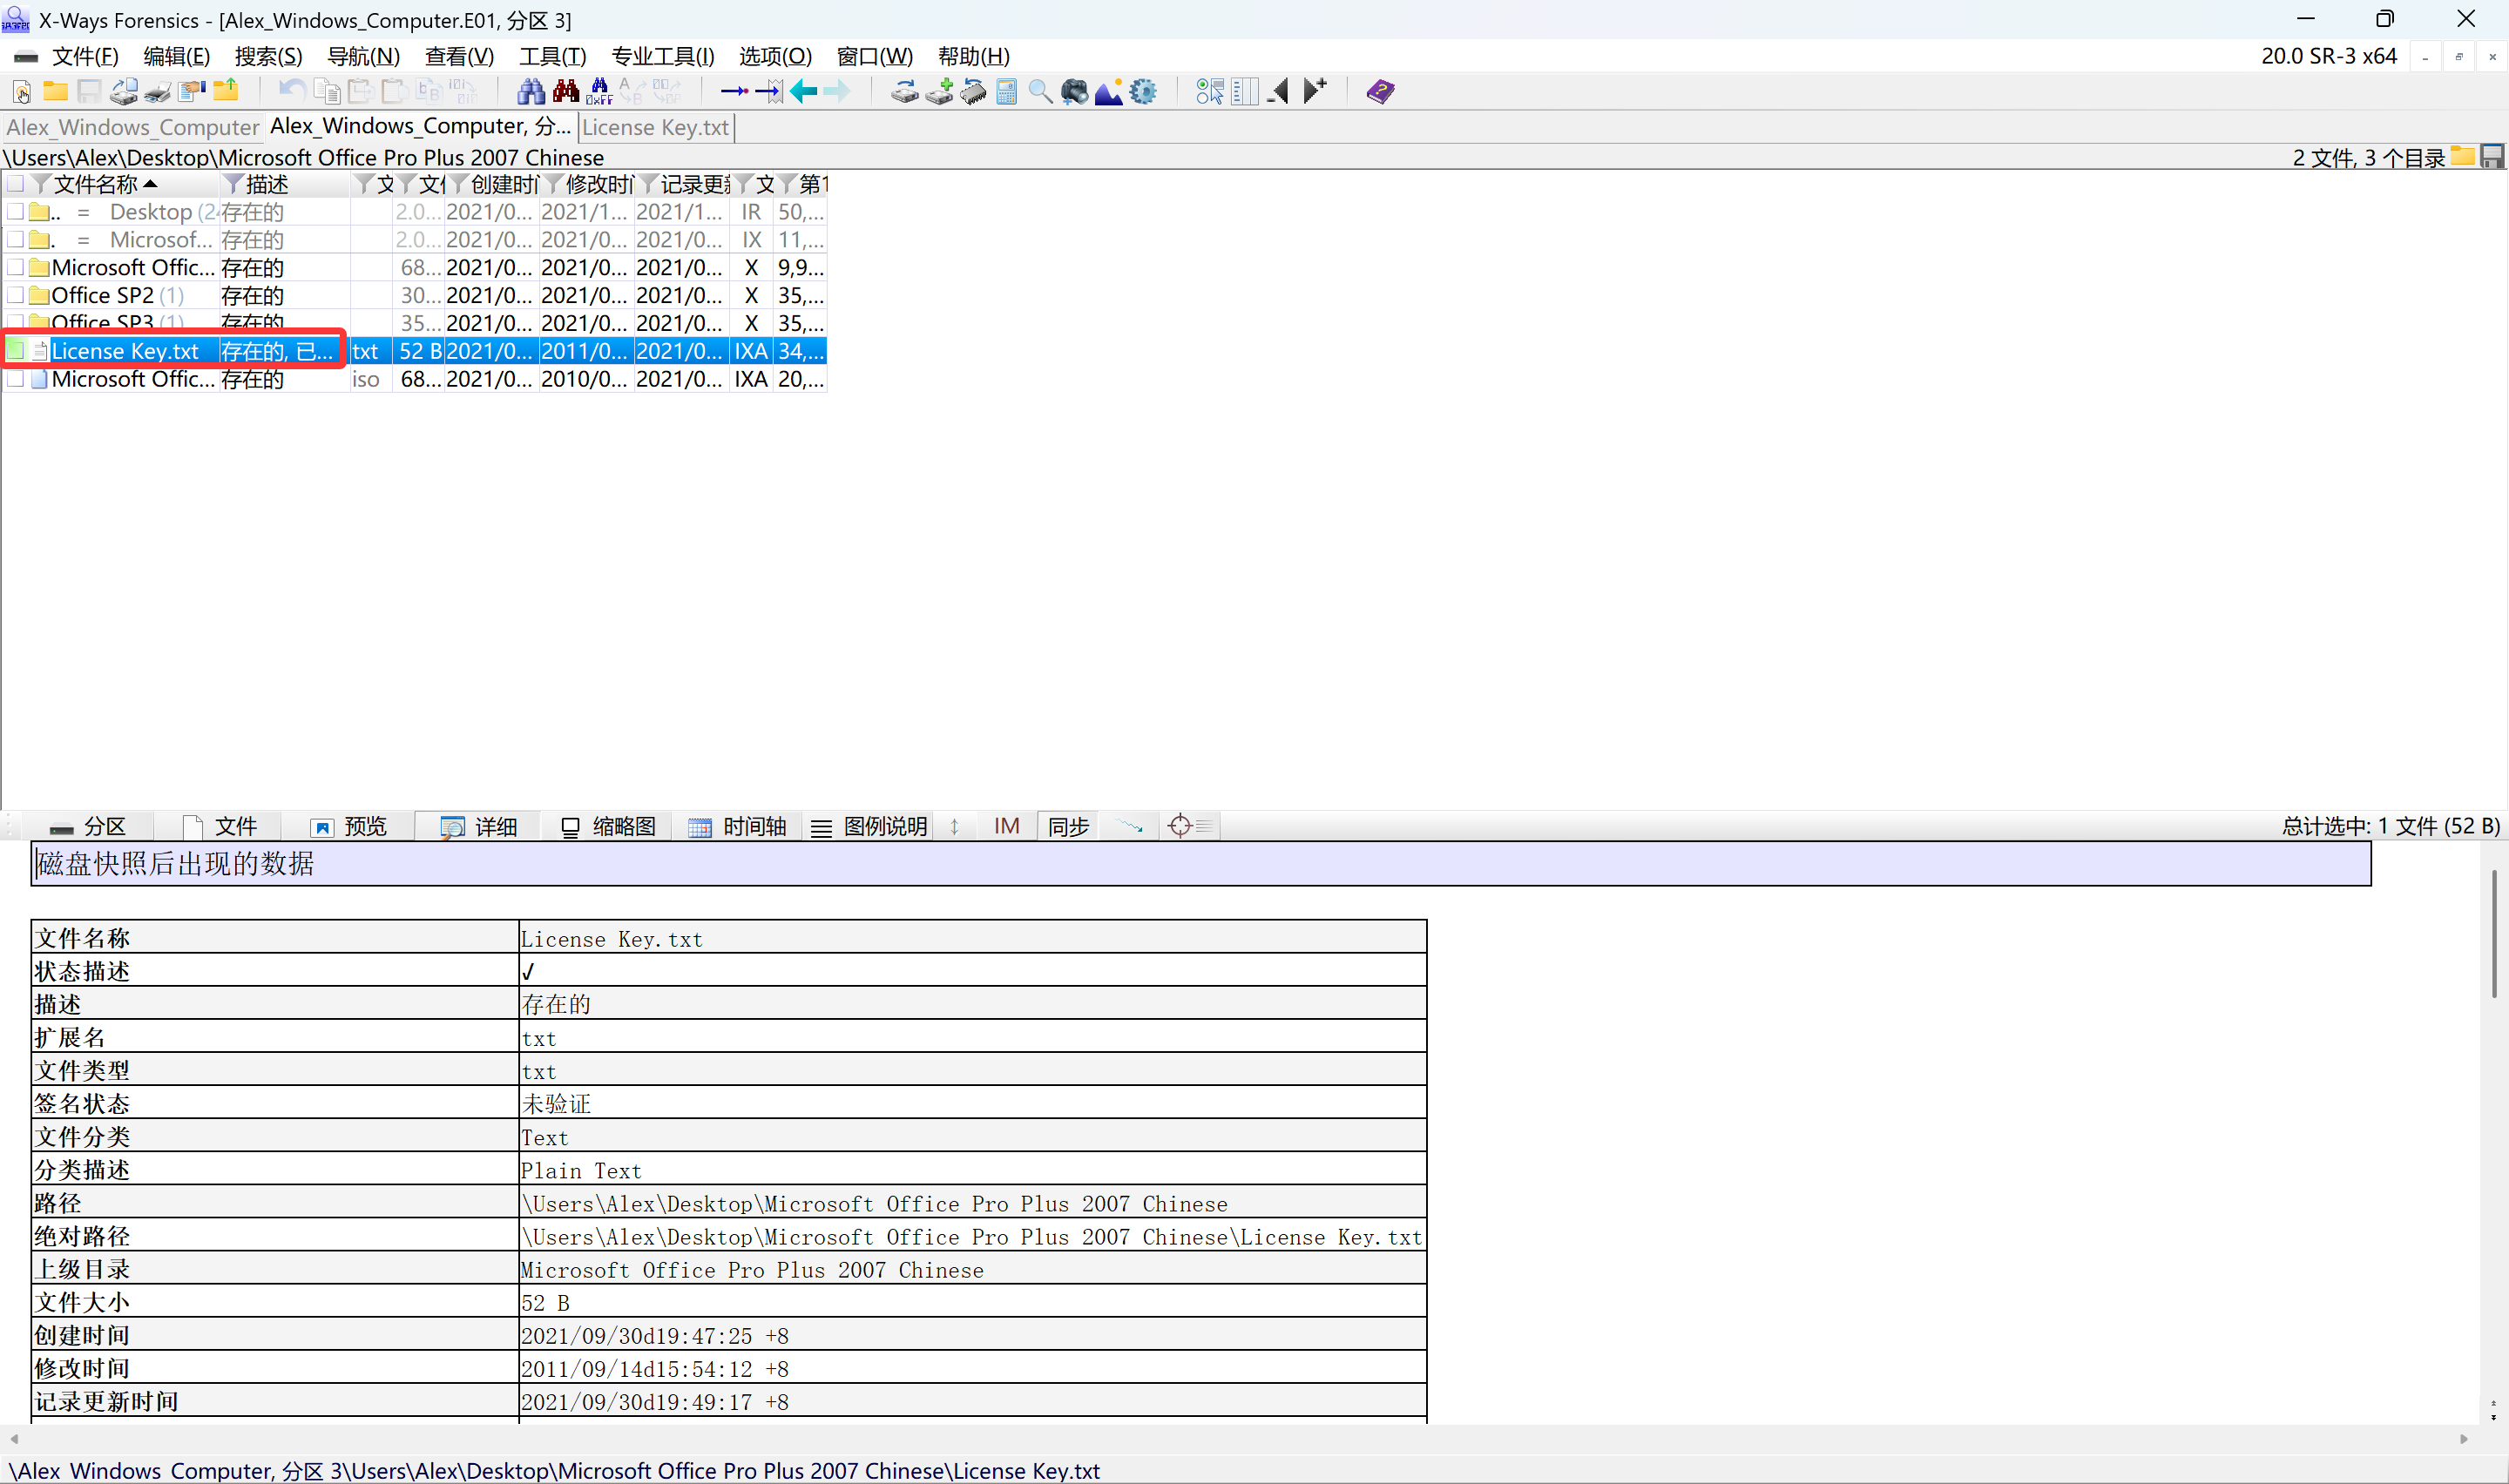 X-Ways Forensics - [Alex_Windows_Computer.E01, 分区 3]
文件(F) 编辑(E) 搜索(S) 导航(N) 查看(V) 工具(T) 专业工具(I) 选项(O) 窗口(W) 帮助(H) 20.0 SR-3 x64
Alex_Windows_Computer Alex_Windows_Computer, 分... License Key.txt
\Users\Alex\Desktop\Microsoft Office Pro Plus 2007 Chinese 2 文件, 3 个目录
文件名称 描述 文 文 创建时 修改时 记录更 文 第1
.. = Desktop (2 存在的 2.0... 2021/0... 2021/1... 2021/1... IR 50,...
. = Microsof... 存在的 2.0... 2021/0... 2021/0... 2021/0... IX 11,...
Microsoft Offic... 存在的 68... 2021/0... 2021/0... 2021/0... X 9,9...
Office SP2 (1) 存在的 30... 2021/0... 2021/0... 2021/0... X 35,...
Office SP3 (1) 存在的 35... 2021/0... 2021/0... 2021/0... X 35,...
License Key.txt 存在的, 已... txt 52 B 2021/0... 2011/0... 2021/0... IXA 34,...
Microsoft Offic... 存在的 iso 68... 2021/0... 2010/0... 2021/0... IXA 20,...
分区 文件 预览 详细 缩略图 时间轴 图例说明 IM 同步 总计选中: 1 文件 (52 B)
磁盘快照后出现的数据
文件名称 License Key.txt
状态描述 √
描述 存在的
扩展名 txt
文件类型 txt
签名状态 未验证
文件分类 Text
分类描述 Plain Text
路径 \Users\Alex\Desktop\Microsoft Office Pro Plus 2007 Chinese
绝对路径 \Users\Alex\Desktop\Microsoft Office Pro Plus 2007 Chinese\License Key.txt
上级目录 Microsoft Office Pro Plus 2007 Chinese
文件大小 52 B
创建时间 2021/09/30d19:47:25 +8
修改时间 2011/09/14d15:54:12 +8
记录更新时间 2021/09/30d19:49:17 +8
\Alex_Windows_Computer, 分区 3\Users\Alex\Desktop\Microsoft Office Pro Plus 2007 Chinese\License Key.txt